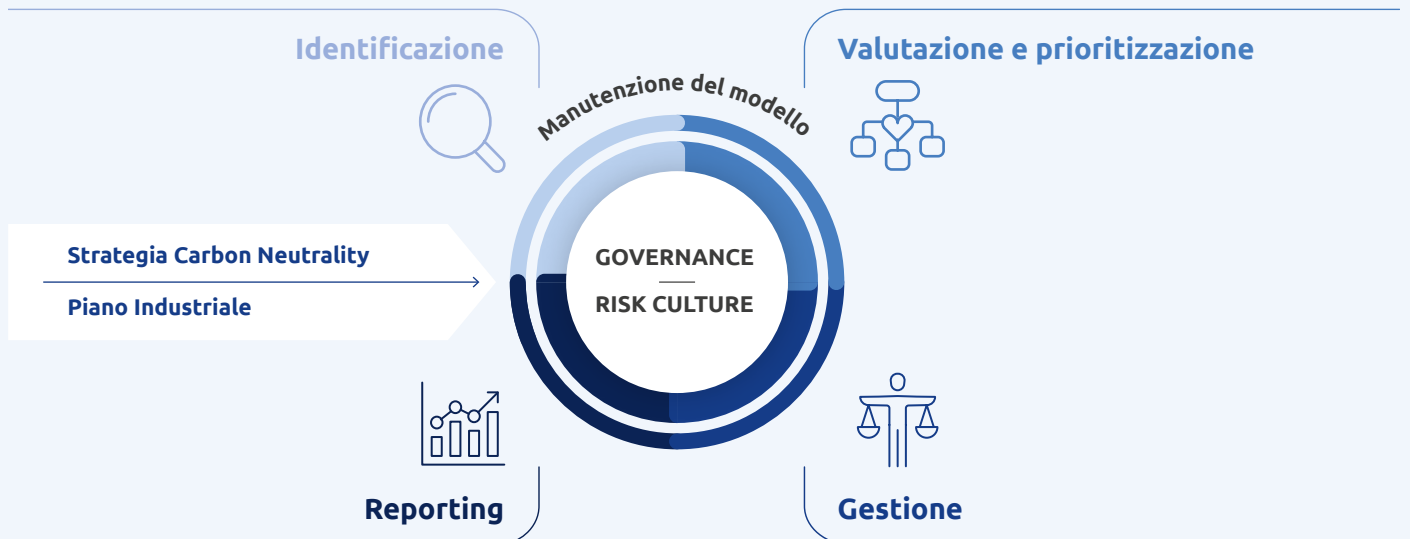 Identificazione
Valutazione e prioritizzazione
Manutenzione del modello
Strategia Carbon Neutrality
Piano Industriale
GOVERNANCE
RISK CULTURE
Reporting
Gestione